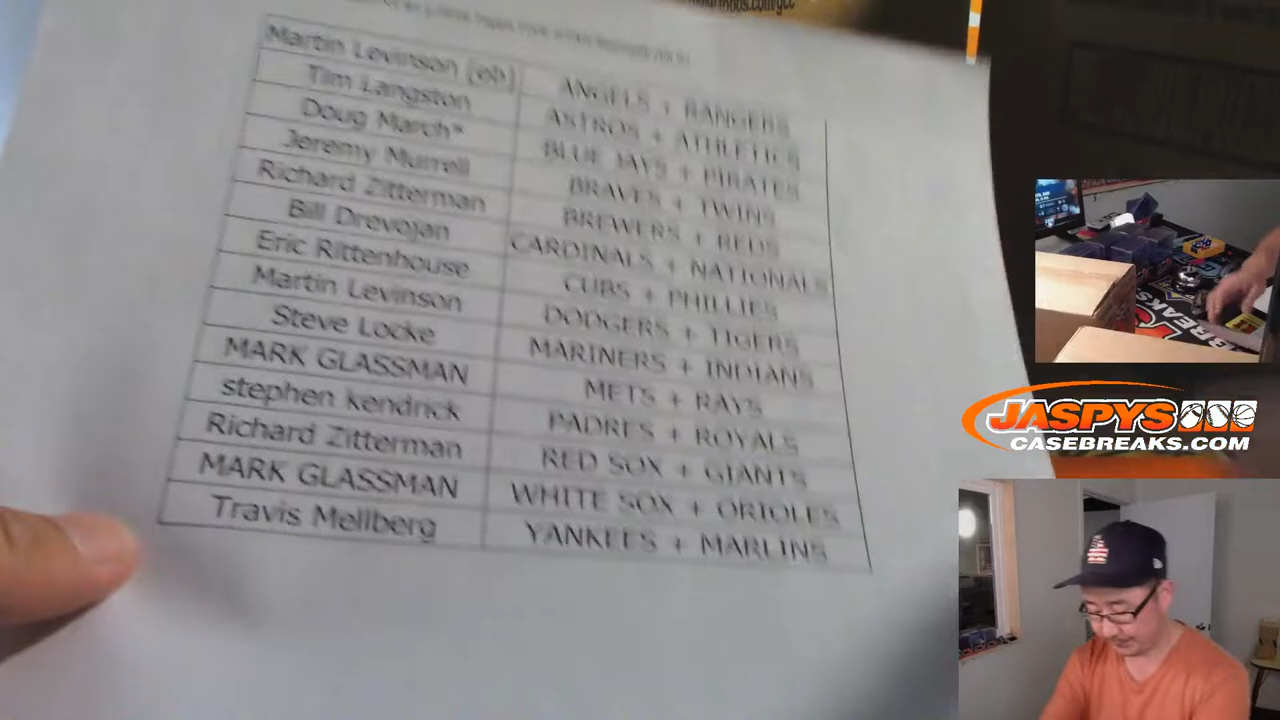 Martin Levinson [eb] ANGELS + RANGERS
Tim Langston ASTROS + ATHLETICS
Doug March* BLUE JAYS + PIRATES
Jeremy Murrell BRAVES + TWINS
Richard Zitterman BREWERS + REDS
Bill Drevojan CARDINALS + NATIONALS
Eric Rittenhouse CUBS + PHILLIES
Martin Levinson DODGERS + TIGERS
Steve Locke MARINERS + INDIANS
MARK GLASSMAN METS + RAYS
stephen kendrick PADRES + ROYALS
Richard Zitterman RED SOX + GIANTS
MARK GLASSMAN WHITE SOX + ORIOLES
Travis Mellberg YANKEES + MARLINS
BREAKS
JASPYS
CASEBREAKS.COM